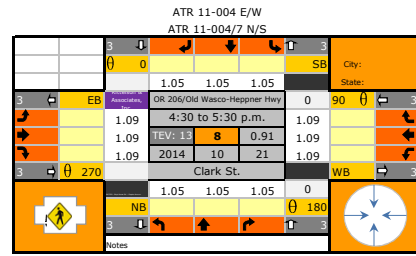 ATR 11-004 E/W
ATR 11-004/7 N/S
3 3
θ 0 SB City:
1.05 1.05 1.05 State:
3 EB Associates, Inc. OR 206/Old Wasco-Heppner Hwy 0 90 θ 3
1.09 4:30 to 5:30 p.m. 1.09
1.09 TEV: 13 8 0.91 1.09
1.09 2014 10 21 1.09
3 θ 270 Clark St. WB 3
1.05 1.05 1.05 0
NB θ 180
3 3
Notes